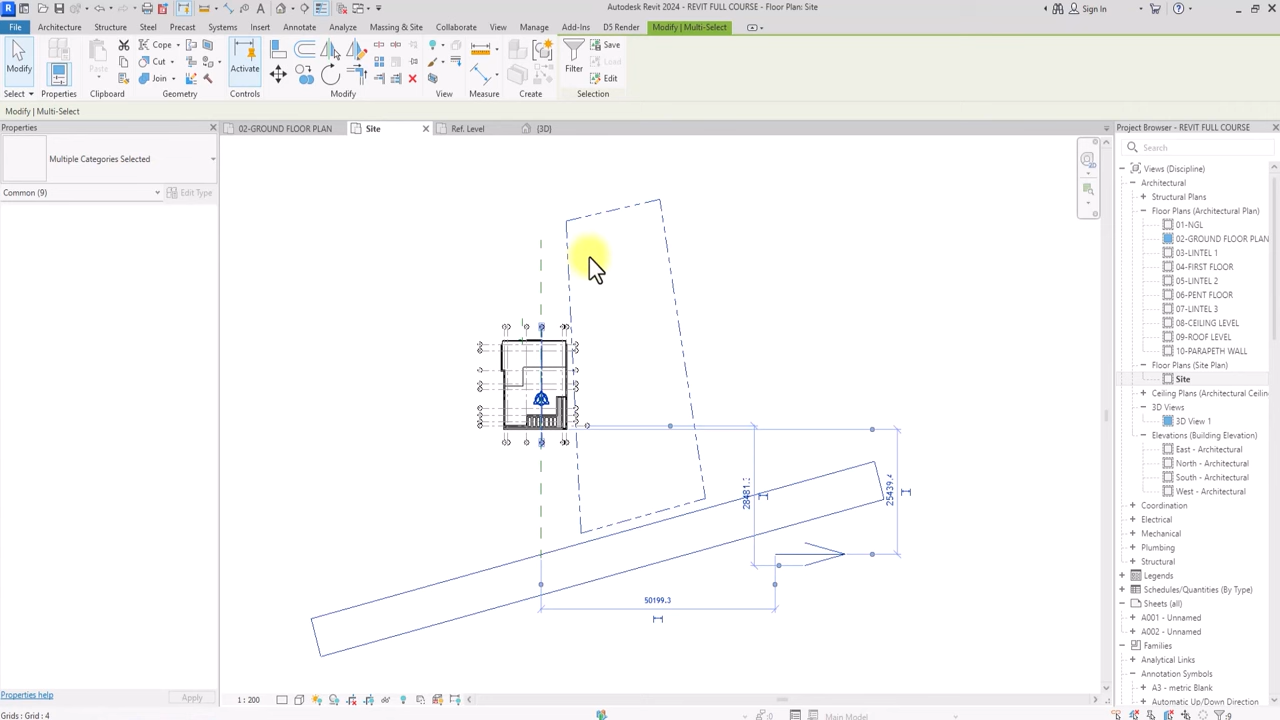 Autodesk Revit 2024 - REVIT FULL COURSE - Floor Plan: Site
Sign In
File Architecture Structure Steel Precast Systems Insert Annotate Analyze Massing & Site Collaborate View Manage Add-Ins D5 Render Modify | Multi-Select
Modify
Paste
Cope
Cut
Join
Activate
Filter
Save
Load
Edit
Select Properties Clipboard Geometry Controls Modify View Measure Create Selection
Modify | Multi-Select
Properties
02-GROUND FLOOR PLAN
Site
Ref. Level
{3D}
Project Browser - REVIT FULL COURSE
Multiple Categories Selected
Common (9)
Edit Type
Search
Views (Discipline)
Architectural
Structural Plans
Floor Plans (Architectural Plan)
01-NGL
02-GROUND FLOOR PLAN
03-LINTEL 1
04-FIRST FLOOR
05-LINTEL 2
06-PENT FLOOR
07-LINTEL 3
08-CEILING LEVEL
09-ROOF LEVEL
10-PARAPETH WALL
Floor Plans (Site Plan)
Site
Ceiling Plans (Architectural Ceilin
3D Views
3D View 1
Elevations (Building Elevation)
East - Architectural
North - Architectural
South - Architectural
West - Architectural
Coordination
Electrical
Mechanical
Plumbing
Structural
Legends
Schedules/Quantities (By Type)
Sheets (all)
A001 - Unnamed
A002 - Unnamed
Families
Analytical Links
Annotation Symbols
A3 - metric Blank
Automatic Up/Down Direction
50199.3
Properties help
Apply
1 : 200
Grids : Grid : 4
:0
Main Model
:9